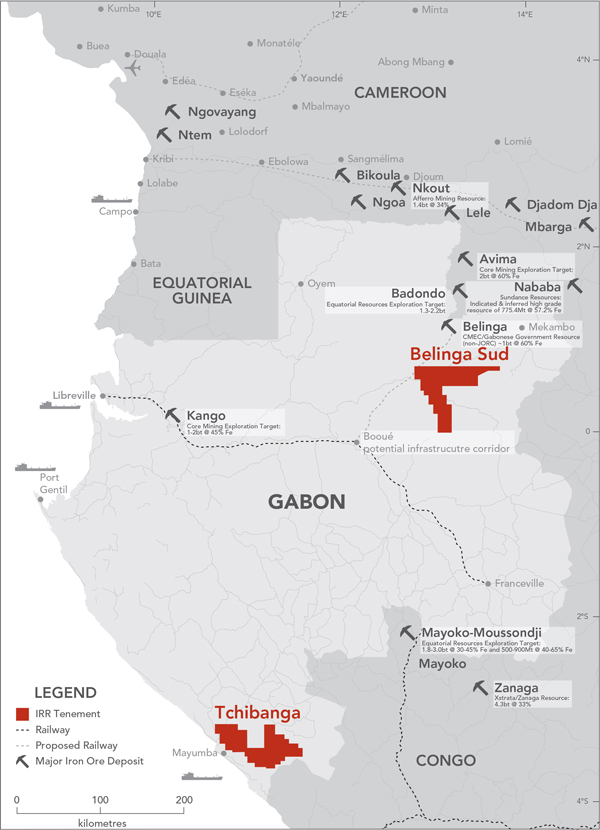 10°E
12°E
14°E
Kumba
Minta
Buea
Monatélé
Douala
4°N
Abong Mbang
Edéa
Yaoundé
Eséka
CAMEROON
Ngovayang
Mbalmayo
Ntem
Lolodorf
Lomié
Kribi
Ebolowa
Sangmélima
Bikoula
Djoum
Lolabe
Nkout
Afferro Mining Resource:
1.4bt @ 34%
Ngoa
Djadom Dja
Campo
Lele
Mbarga
2°N
Bata
Avima
Core Mining Exploration Target:
2bt @ 60% Fe
EQUATORIAL
GUINEA
Oyem
Nababa
Sundance Resources:
Indicated & inferred high grade
resource of 775.4Mt @ 57.2% Fe
Badondo
Equatorial Resources Exploration Target:
1.3-2.2bt
Belinga
CMEC/Gabonese Government Resource
(non-JORC) ~1bt @ 60% Fe
Mekambo
Belinga Sud
Libreville
Kango
Core Mining Exploration Target:
1-2bt @ 45% Fe
0
Booué
potential infrastrucutre corridor
Port
Gentil
GABON
Franceville
2°S
Mayoko-Moussondji
Equatorial Resources Exploration Target:
1.8-3.0bt @ 30-45% Fe and 500-900Mt @ 40-65% Fe
Mayoko
Zanaga
Xstrata/Zanaga Resource:
4.3bt @ 33%
Tchibanga
Mayumba
CONGO
4°S
LEGEND
IRR Tenement
Railway
Proposed Railway
Major Iron Ore Deposit
0
100
200
kilometres